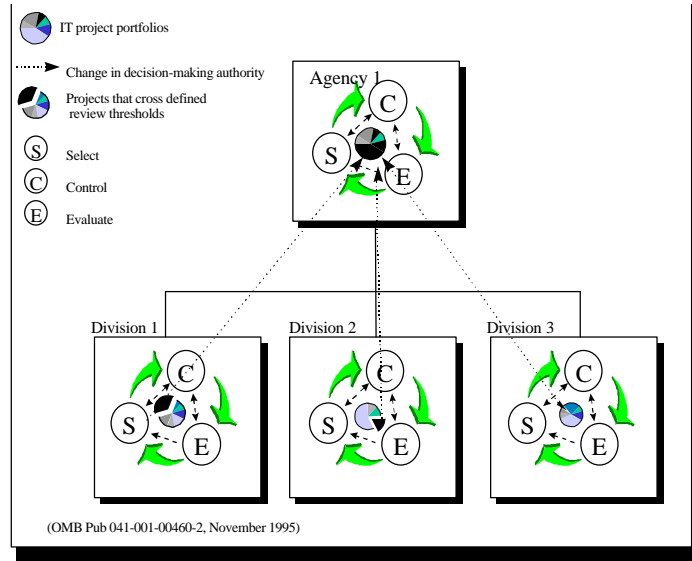 IT project portfolios
Change in decision-making authority
Projects that cross defined
review thresholds
S Select
C Control
E Evaluate
Agency 1
C
S
E
Division 1
C
S
E
Division 2
C
S
E
Division 3
C
S
E
(OMB Pub 041-001-00460-2, November 1995)